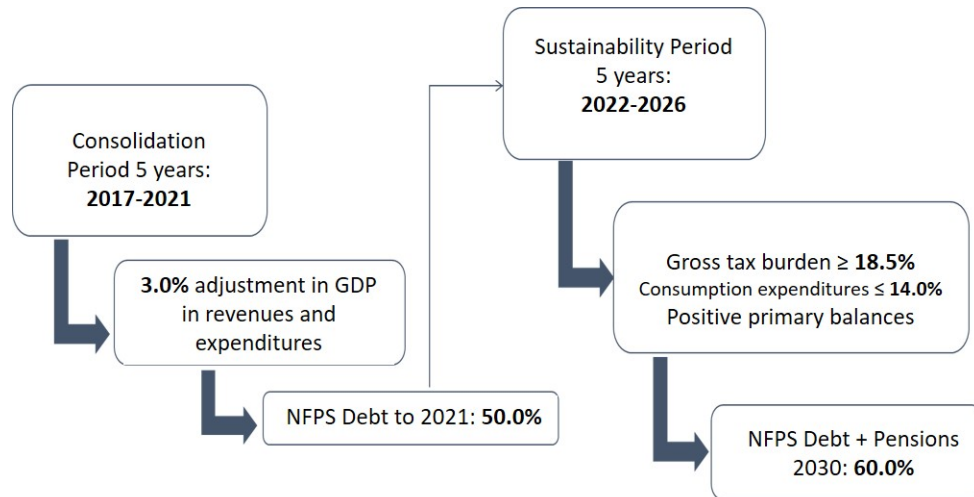 Consolidation
Period 5 years:
2017-2021
3.0% adjustment in GDP
in revenues and
expenditures
NFPS Debt to 2021: 50.0%
Sustainability Period
5 years:
2022-2026
Gross tax burden ≥ 18.5%
Consumption expenditures ≤ 14.0%
Positive primary balances
NFPS Debt + Pensions
2030: 60.0%